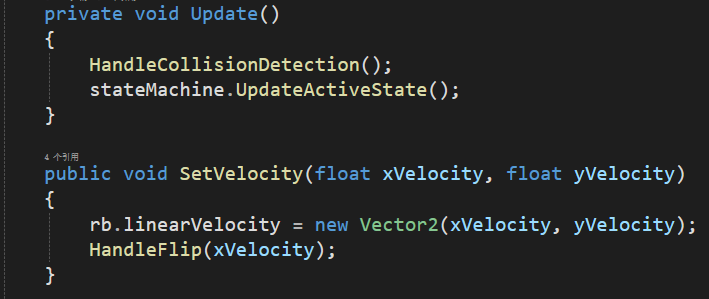 private void Update()
{
HandleCollisionDetection();
stateMachine.UpdateActiveState();
}
4 个引用
public void SetVelocity(float xVelocity, float yVelocity)
{
rb.linearVelocity = new Vector2(xVelocity, yVelocity);
HandleFlip(xVelocity);
}